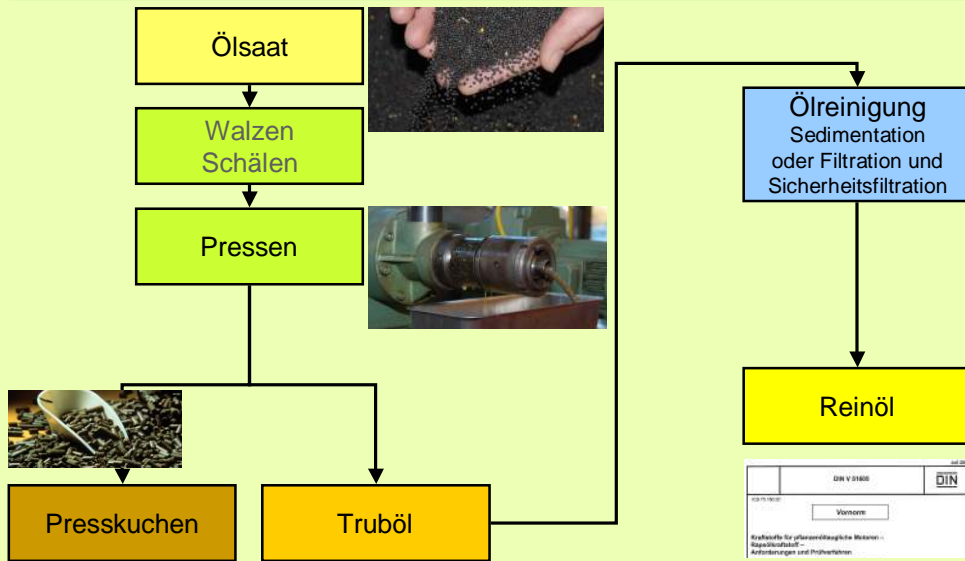 Ölsaat
Walzen
Schälen
Pressen
Presskuchen
Truböl
Ölreinigung
Sedimentation
oder Filtration und
Sicherheitsfiltration
Reinöl
DIN V 51605
DIN
Vornorm
Kraftstoffe für pflanzenöltaugliche Motoren –
Rapsölkraftstoff –
Anforderungen und Prüfverfahren